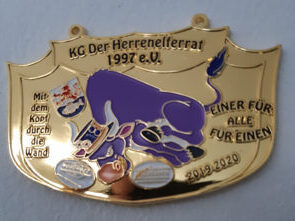 KG Der Herrenelferrat
1997 e.V.
Mit
dem Kopf
durch
die
Wand
EINER FÜR
ALLE
FÜR EINEN
2019-2020